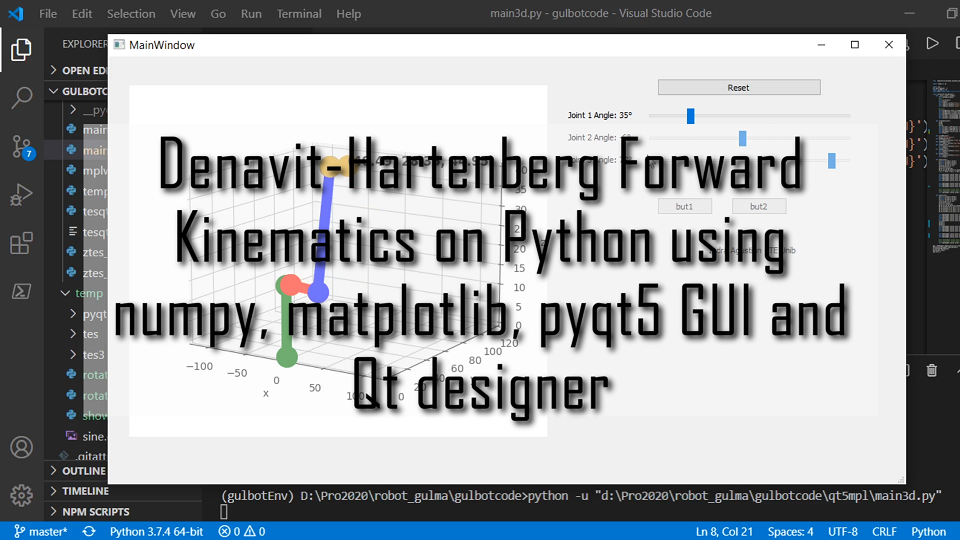 File Edit Selection View Go Run Terminal Help
main3d.py - gulbotcode - Visual Studio Code
EXPLORER
MainWindow
OPEN EDI
GULBOTC
Reset
Joint 1 Angle: 35°
Joint 2 Angle:
Angle:
but1 but2
Denavit-Hartenberg Forward
Kinematics on Python using
numpy, matplotlib, pyqt5 GUI and
Qt designer
__py
main
main
mplv
temp
tesqt
tesqt
ztes_
ztes_
temp
pyqt
tes
tes3
rotat
rotat
show
sine.
.gitatt
OUTLINE
TIMELINE
NPM SCRIPTS
30
25
20
15
10
5
0
120
100
80
60
20
0
−100
−50
0
50
x
7
(gulbotEnv) D:\Pro2020\robot_gulma\gulbotcode>python -u "d:\Pro2020\robot_gulma\gulbotcode\qt5mpl\main3d.py"
master* Python 3.7.4 64-bit 0 0 Ln 8, Col 21 Spaces: 4 UTF-8 CRLF Python